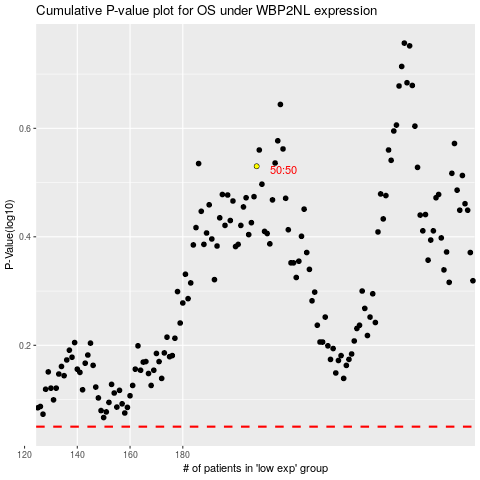 Cumulative P-value plot for OS under WBP2NL expression
P-Value(log10)
0.6
0.4
0.2
50:50
120 140 160 180
# of patients in 'low exp' group